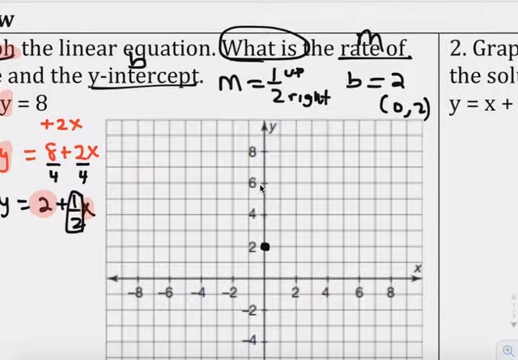 w
ph the linear equation. What is the rate of
m
b
e and the y-intercept.
m = 1/2 up right
b = 2
(0, 2)
y = 8
+2x
y = 8 + 2x
4 4
y = 2 + 1/2 x
y
8
6
4
2
-8 -6 -4 -2 2 4 6 8
x
-2
-4
2. Grap
the sol
y = x +